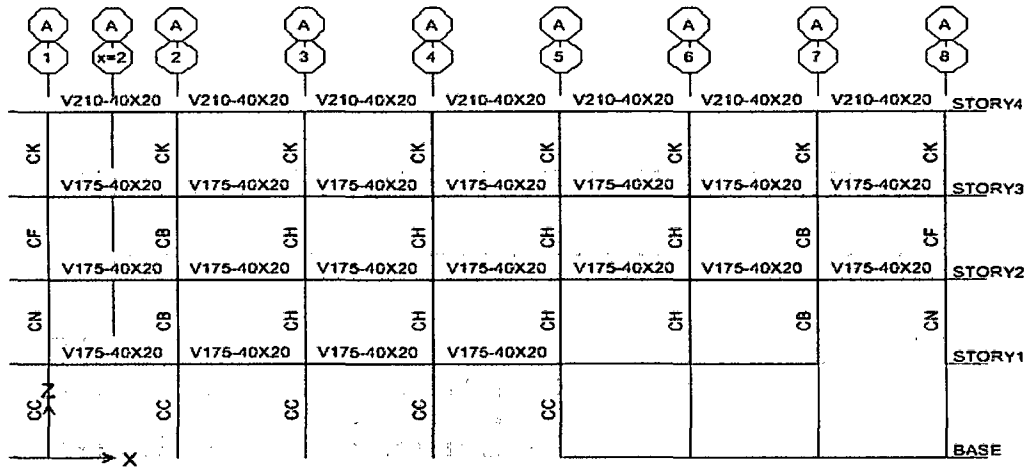 A A A A A A A A A
1 x=2 2 3 4 5 6 7 8
V210-40X20 V210-40X20 V210-40X20 V210-40X20 V210-40X20 V210-40X20 V210-40X20 STORY4
CK CK CK CK CK CK CK CK
V175-40X20 V175-40X20 V175-40X20 V175-40X20 V175-40X20 V175-40X20 V175-40X20 STORY3
CF CB CH CH CH CH CB CF
V175-40X20 V175-40X20 V175-40X20 V175-40X20 V175-40X20 V175-40X20 V175-40X20 STORY2
CN CB CH CH CH CH CB CN
V175-40X20 V175-40X20 V175-40X20 V175-40X20 STORY1
Z
CC CC CC CC CC
X BASE